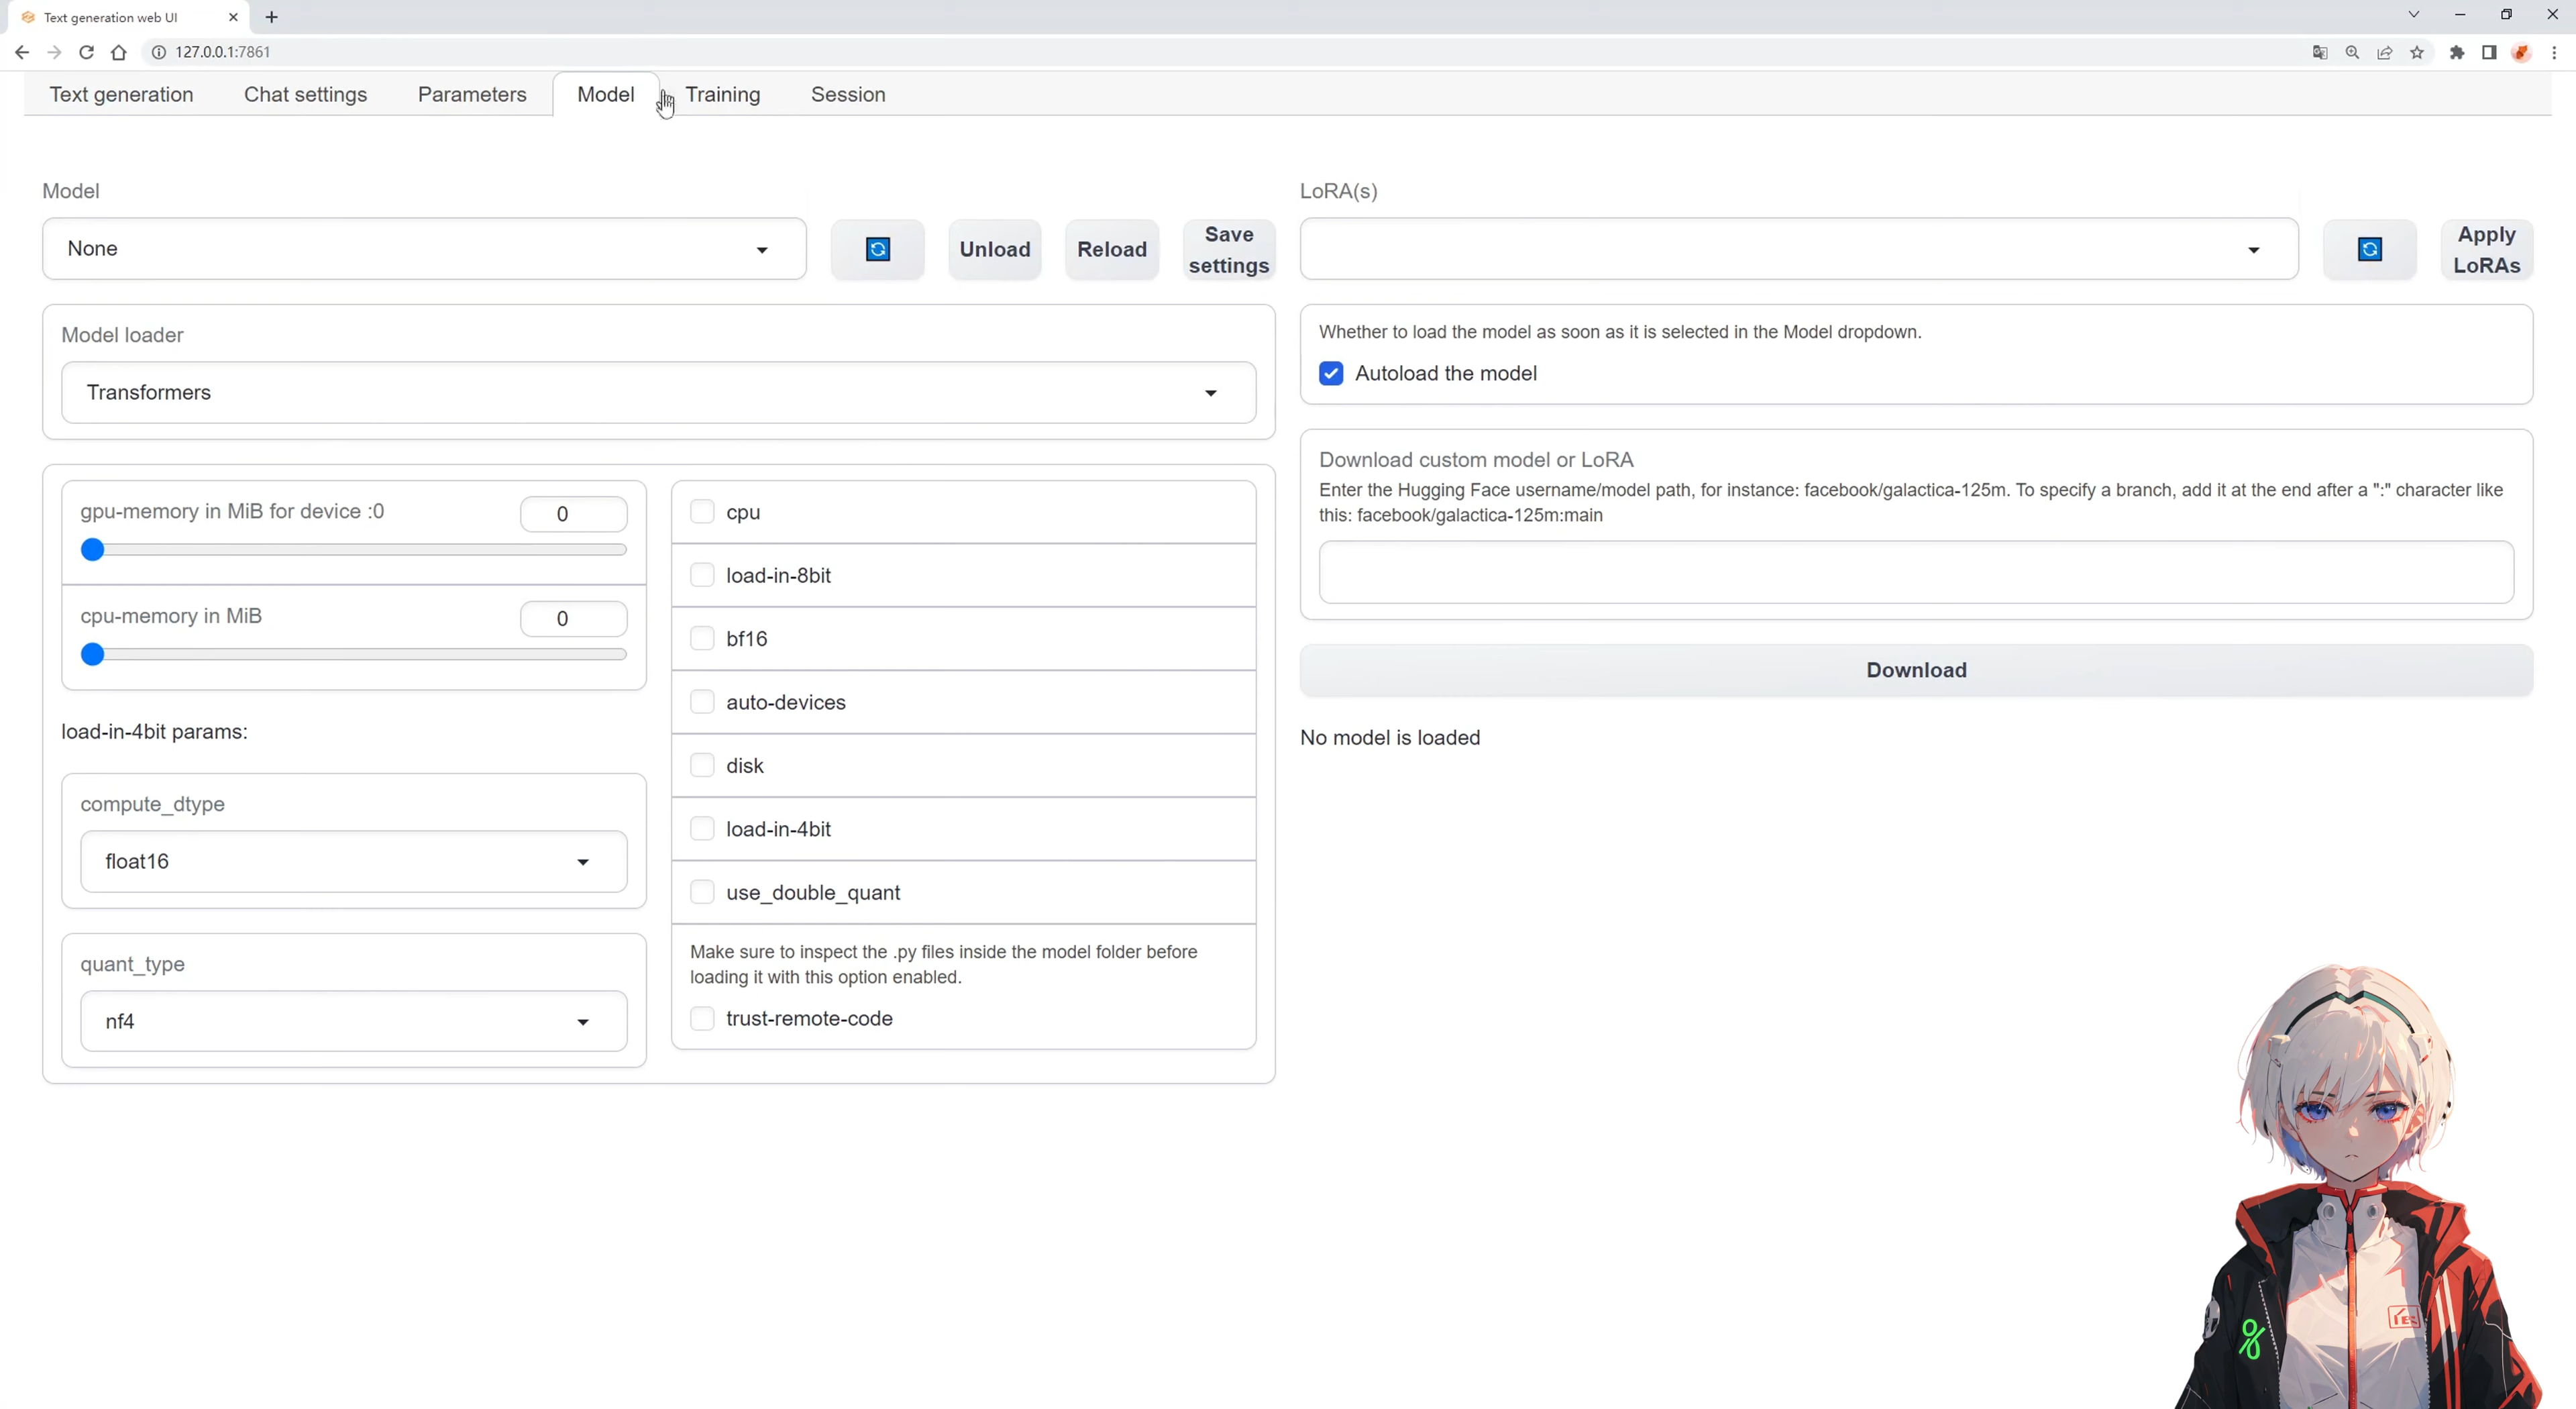 Text generation web UI
127.0.0.1:7861
Text generation
Chat settings
Parameters
Model
Training
Session
Model
None
Unload
Reload
Save
settings
LoRA(s)
Apply
LoRAs
Model loader
Transformers
Whether to load the model as soon as it is selected in the Model dropdown.
Autoload the model
gpu-memory in MiB for device :0
0
cpu-memory in MiB
0
load-in-4bit params:
compute_dtype
float16
quant_type
nf4
cpu
load-in-8bit
bf16
auto-devices
disk
load-in-4bit
use_double_quant
Make sure to inspect the .py files inside the model folder before
loading it with this option enabled.
trust-remote-code
Download custom model or LoRA
Enter the Hugging Face username/model path, for instance: facebook/galactica-125m. To specify a branch, add it at the end after a ":" character like
this: facebook/galactica-125m:main
Download
No model is loaded